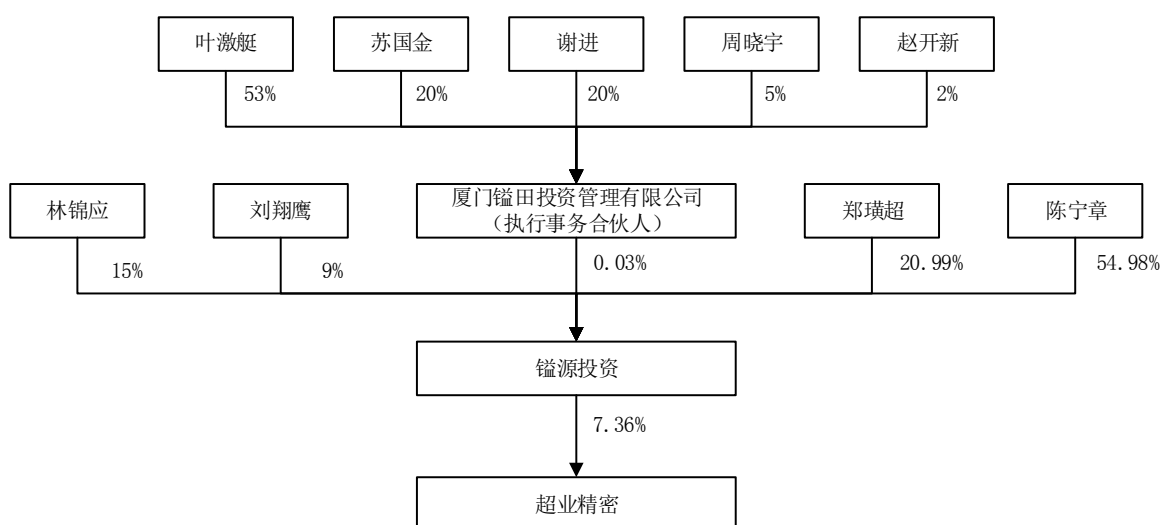 叶激艇
苏国金
谢进
周晓宇
赵开新
53%
20%
20%
5%
2%
林锦应
刘翔鹰
厦门镒田投资管理有限公司
（执行事务合伙人）
郑璜超
陈宁章
15%
9%
0.03%
20.99%
54.98%
镒源投资
7.36%
超业精密